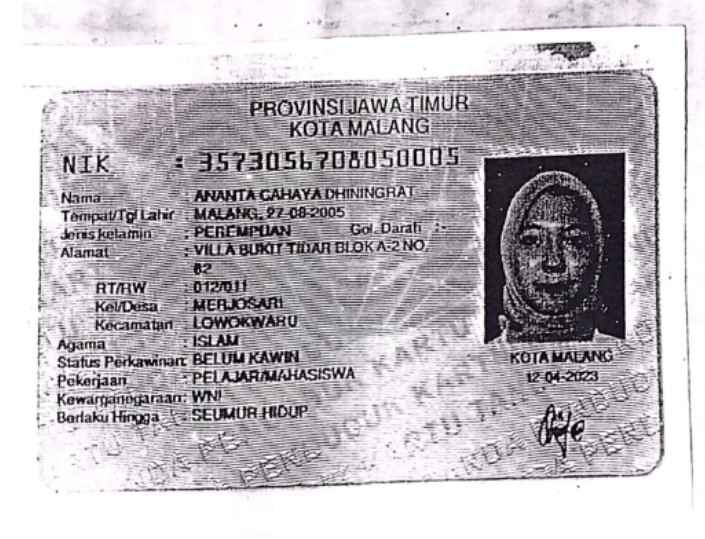 PROVINSI JAWA TIMUR
KOTA MALANG
NIK : 3573056708050005
Nama : ANANTA CAHAYA DHININGRAT
Tempat/Tgl Lahir : MALANG, 27-08-2005
Jenis kelamin : PEREMPUAN Gol. Darah : -
Alamat : VILLA BUKIT TIDAR BLOK A-2 NO.
62
RT/RW : 012/011
Kel/Desa : MERJOSARI
Kecamatan : LOWOKWARU
Agama : ISLAM
Status Perkawinan: BELUM KAWIN
Pekerjaan : PELAJAR/MAHASISWA
Kewarganegaraan: WNI
Berlaku Hingga : SEUMUR HIDUP
KOTA MALANG
12-04-2023